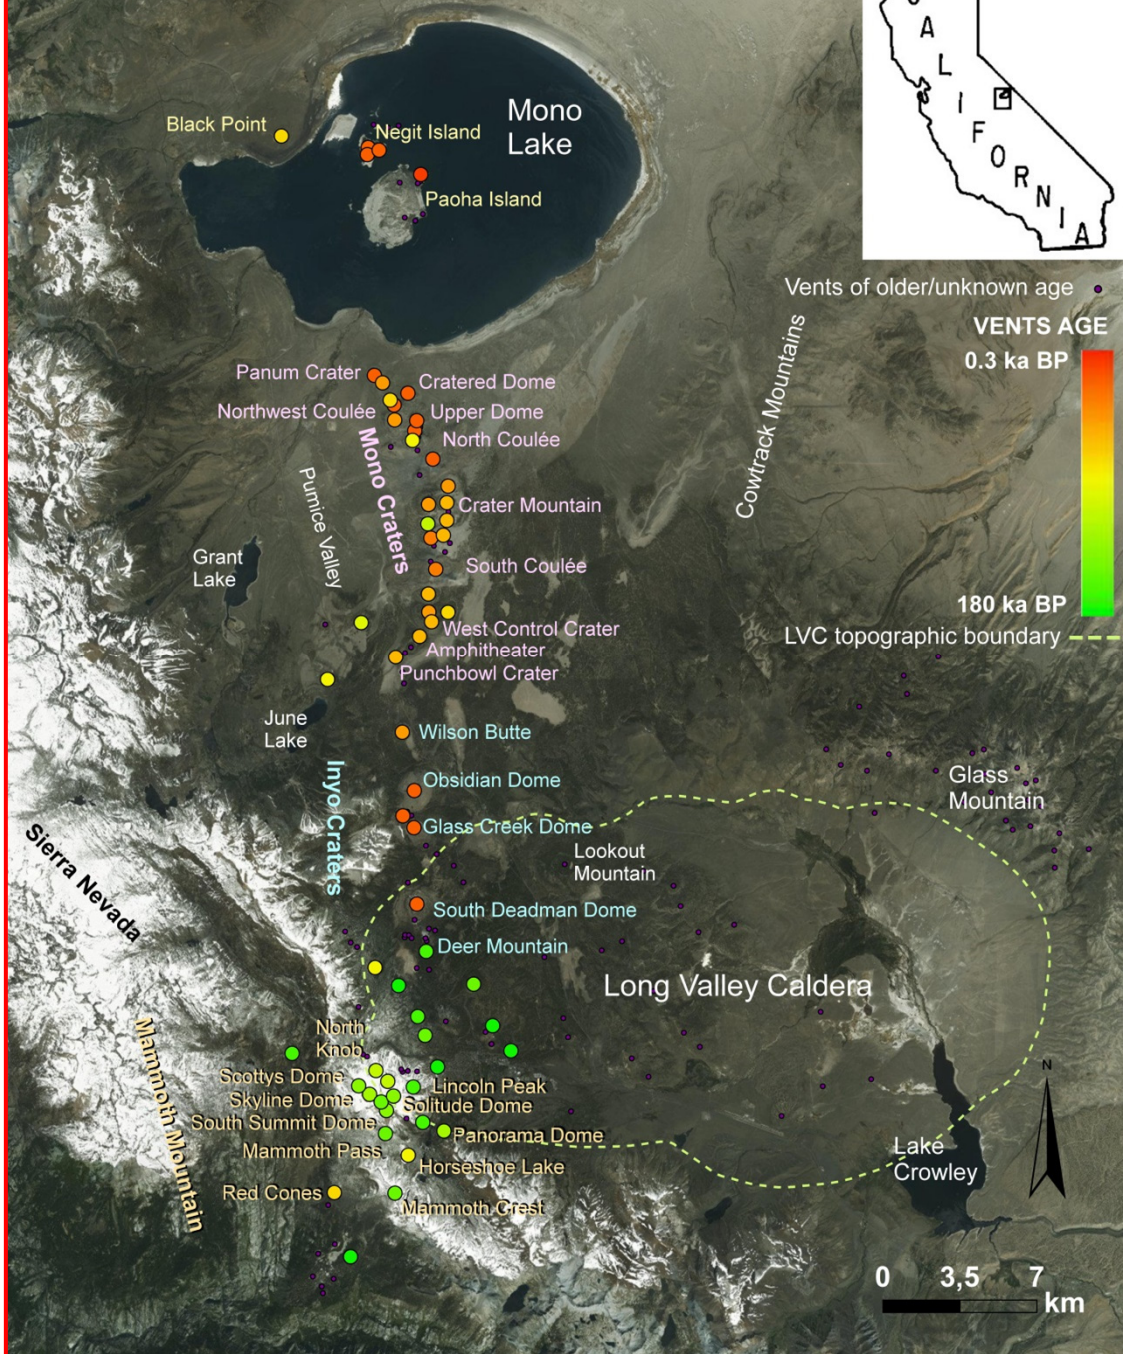 C A L I F O R N I A
Mono
Lake
Black Point
Negit Island
Paoha Island
Vents of older/unknown age
VENTS AGE
0.3 ka BP
180 ka BP
LVC topographic boundary
Cowtrack Mountains
Panum Crater
Cratered Dome
Northwest Coulée
Upper Dome
North Coulée
Mono Craters
Pumice Valley
Crater Mountain
Grant
Lake
South Coulée
West Control Crater
Amphitheater
Punchbowl Crater
June
Lake
Wilson Butte
Inyo Craters
Obsidian Dome
Glass
Mountain
Glass Creek Dome
Lookout
Mountain
Sierra Nevada
South Deadman Dome
Deer Mountain
Long Valley Caldera
North
Knob
Mammoth Mountain
Scottys Dome
Lincoln Peak
Skyline Dome
Solitude Dome
South Summit Dome
Panorama Dome
Mammoth Pass
Horseshoe Lake
Lake
Crowley
Red Cones
Mammoth Crest
N
0 3,5 7
km